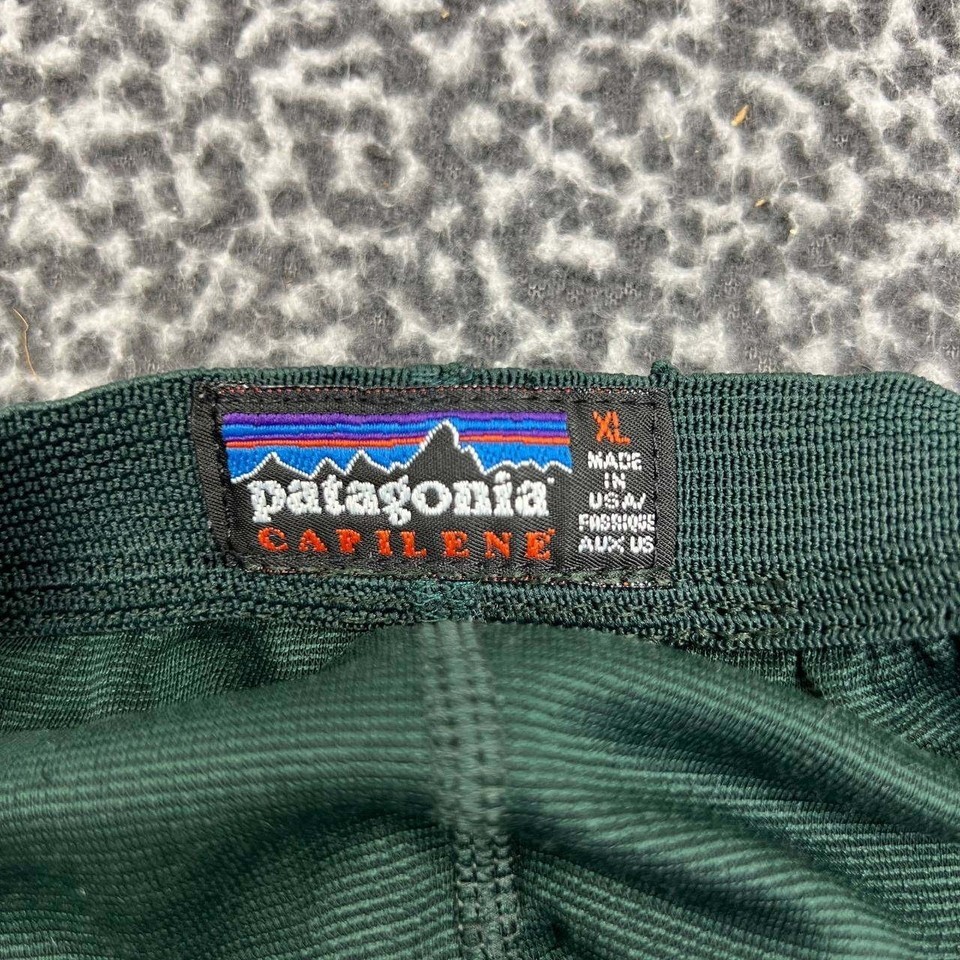 patagonia
CAPILENE
XL
MADE
IN
USA/
FABRIQUE
AUX US